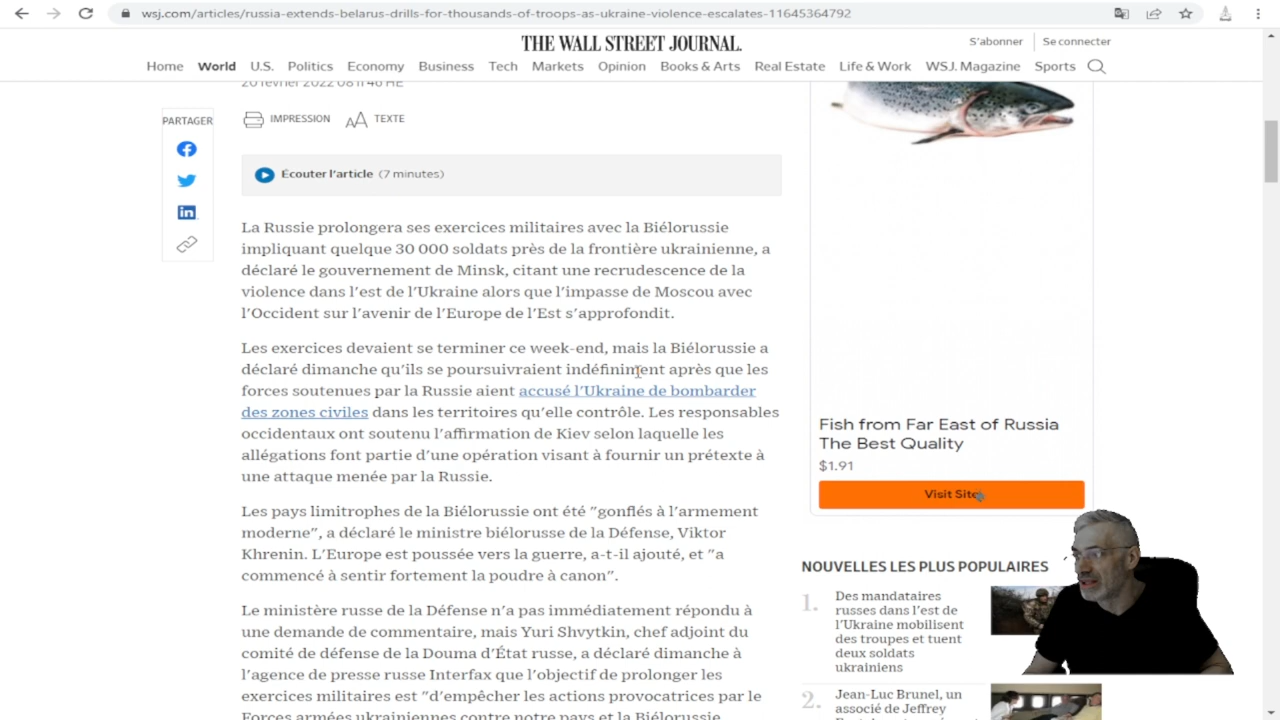 wsj.com/articles/russia-extends-belarus-drills-for-thousands-of-troops-as-ukraine-violence-escalates-11645364792
THE WALL STREET JOURNAL.
S'abonner
Se connecter
Home World U.S. Politics Economy Business Tech Markets Opinion Books & Arts Real Estate Life & Work WSJ. Magazine Sports
20 février 2022 08 h 46 HE
PARTAGER
IMPRESSION
TEXTE
Écouter l'article (7 minutes)
La Russie prolongera ses exercices militaires avec la Biélorussie
impliquant quelque 30 000 soldats près de la frontière ukrainienne, a
déclaré le gouvernement de Minsk, citant une recrudescence de la
violence dans l'est de l'Ukraine alors que l'impasse de Moscou avec
l'Occident sur l'avenir de l'Europe de l'Est s'approfondit.
Les exercices devaient se terminer ce week-end, mais la Biélorussie a
déclaré dimanche qu'ils se poursuivraient indéfiniment après que les
forces soutenues par la Russie aient accusé l'Ukraine de bombarder
des zones civiles dans les territoires qu'elle contrôle. Les responsables
occidentaux ont soutenu l'affirmation de Kiev selon laquelle les
allégations font partie d'une opération visant à fournir un prétexte à
une attaque menée par la Russie.
Les pays limitrophes de la Biélorussie ont été "gonflés à l'armement
moderne", a déclaré le ministre biélorusse de la Défense, Viktor
Khrenin. L'Europe est poussée vers la guerre, a-t-il ajouté, et "a
commencé à sentir fortement la poudre à canon".
Le ministère russe de la Défense n'a pas immédiatement répondu à
une demande de commentaire, mais Yuri Shvytkin, chef adjoint du
comité de défense de la Douma d'État russe, a déclaré dimanche à
l'agence de presse russe Interfax que l'objectif de prolonger les
exercices militaires est "d'empêcher les actions provocatrices par le
Forces armées ukrainiennes contre notre pays et la Biélorussie
Fish from Far East of Russia
The Best Quality
$1.91
Visit Site
NOUVELLES LES PLUS POPULAIRES
1.
Des mandataires
russes dans l'est de
l'Ukraine mobilisent
des troupes et tuent
deux soldats
ukrainiens
2.
Jean-Luc Brunel, un
associé de Jeffrey